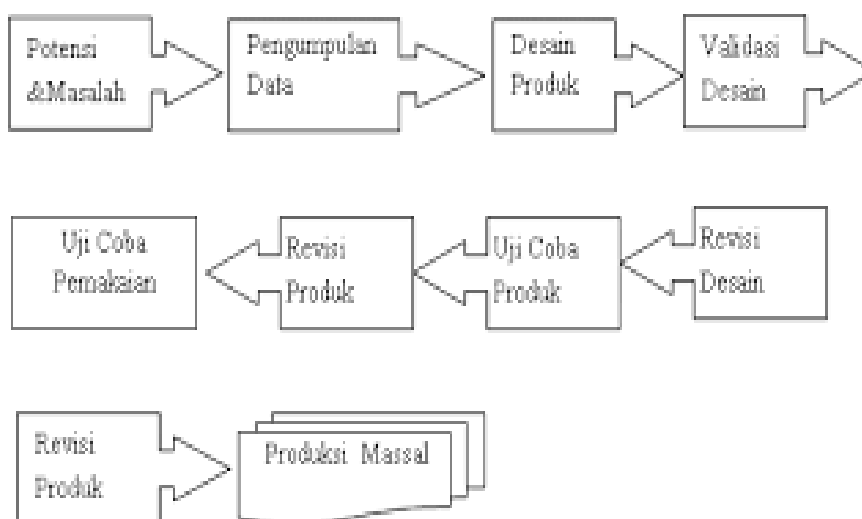 Potensi
&Masalah
Pengumpulan
Data
Desain
Produk
Validasi
Desain
Uji Coba
Pemakaian
Revisi
Produk
Uji Coba
Produk
Revisi
Desain
Revisi
Produk
Produksi Massal